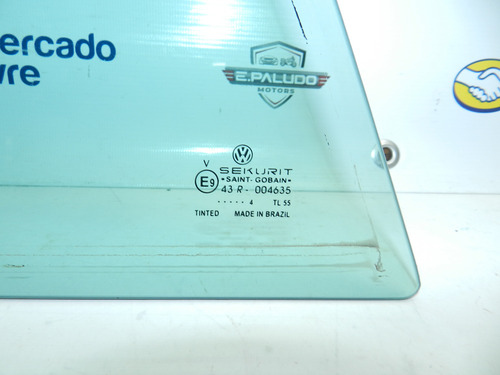 ercado
vre
E.PALUDO
MOTORS
V
SEKURIT
•SAINT-GOBAIN•
E9
43 R - 004635
..... 4 TL 55
TINTED MADE IN BRAZIL